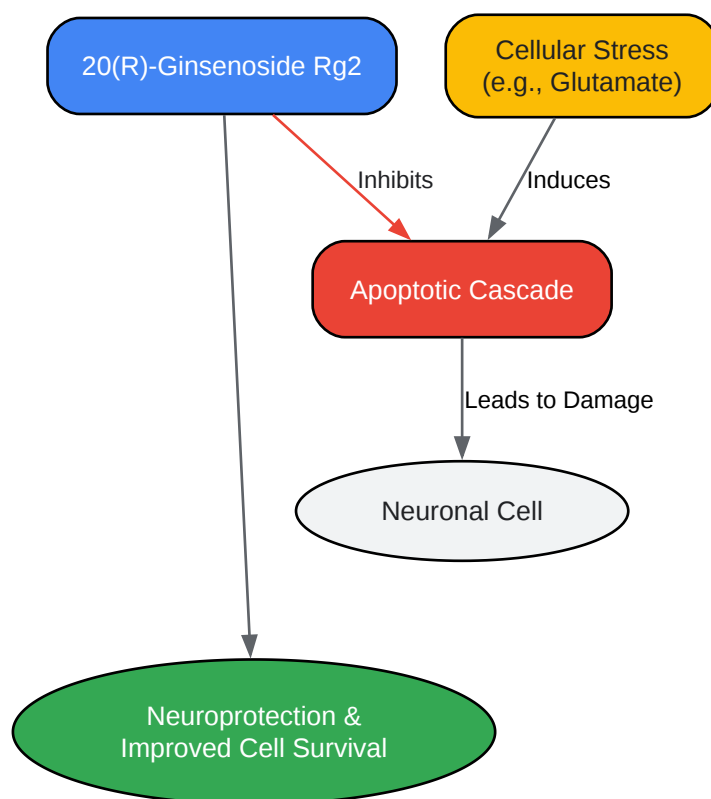 20(R)-Ginsenoside Rg2
Cellular Stress
(e.g., Glutamate)
Inhibits
Induces
Apoptotic Cascade
Leads to Damage
Neuronal Cell
Neuroprotection &
Improved Cell Survival